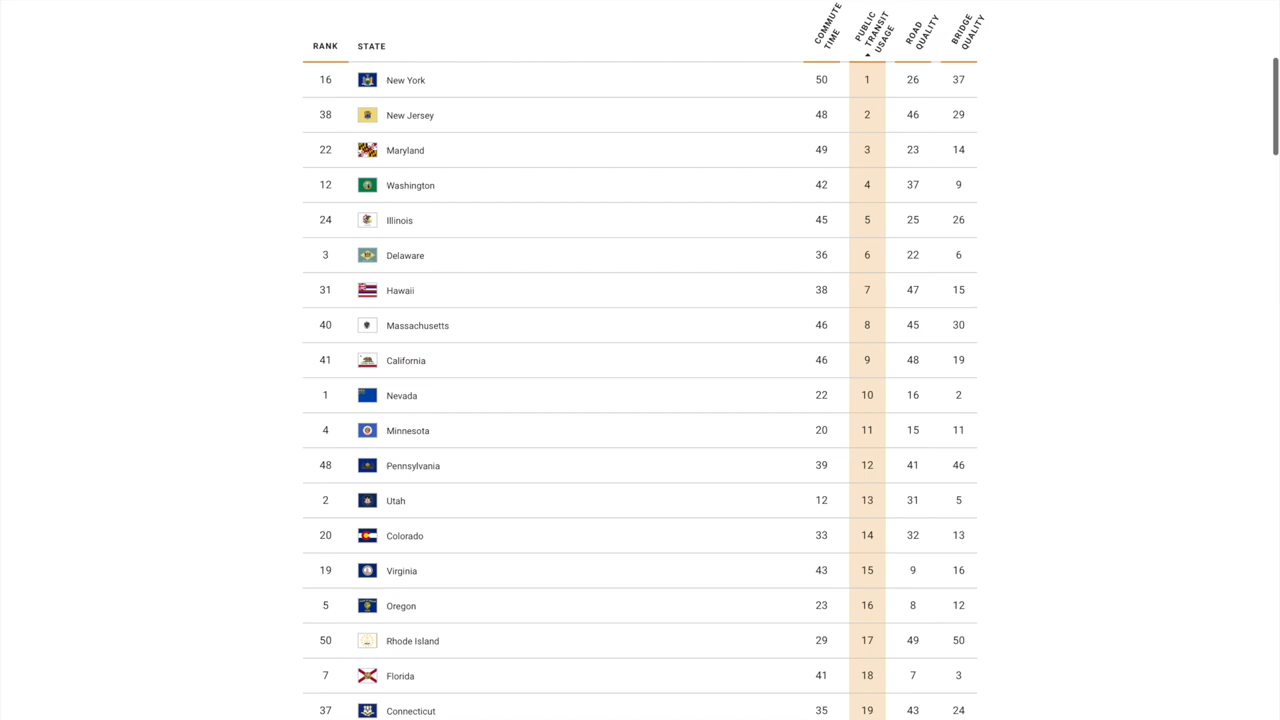 RANK STATE COMMUTE TIME PUBLIC TRANSIT USAGE ROAD QUALITY BRIDGE QUALITY
16 New York 50 1 26 37
38 New Jersey 48 2 46 29
22 Maryland 49 3 23 14
12 Washington 42 4 37 9
24 Illinois 45 5 25 26
3 Delaware 36 6 22 6
31 Hawaii 38 7 47 15
40 Massachusetts 46 8 45 30
41 California 46 9 48 19
1 Nevada 22 10 16 2
4 Minnesota 20 11 15 11
48 Pennsylvania 39 12 41 46
2 Utah 12 13 31 5
20 Colorado 33 14 32 13
19 Virginia 43 15 9 16
5 Oregon 23 16 8 12
50 Rhode Island 29 17 49 50
7 Florida 41 18 7 3
37 Connecticut 35 19 43 24